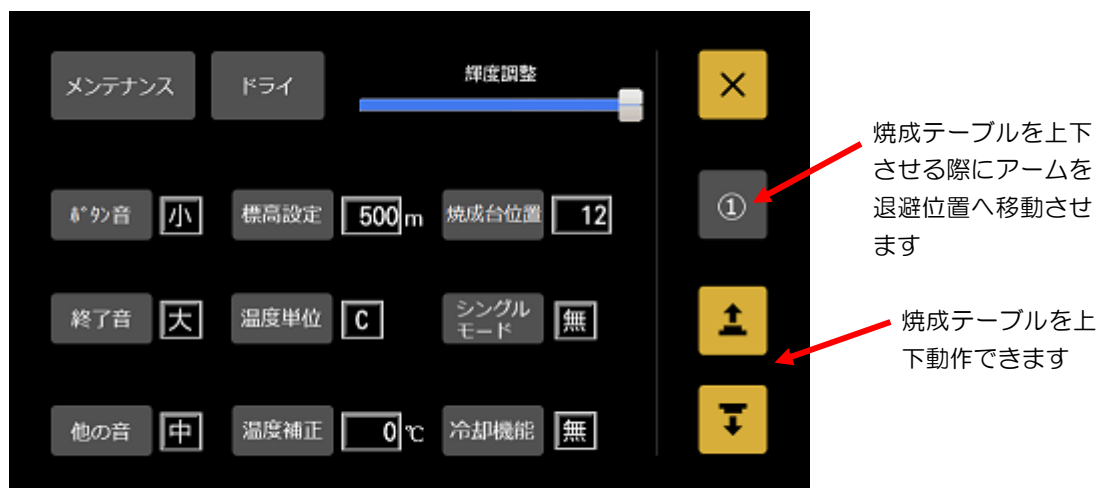 メンテナンス
ドライ
輝度調整
×
ボタン音 小
標高設定 500m
焼成台位置 12
①
終了音 大
温度単位 C
シングル
モード 無
他の音 中
温度補正 0℃
冷却機能 無
焼成テーブルを上下
させる際にアームを
退避位置へ移動させ
ます
焼成テーブルを上
下動作できます